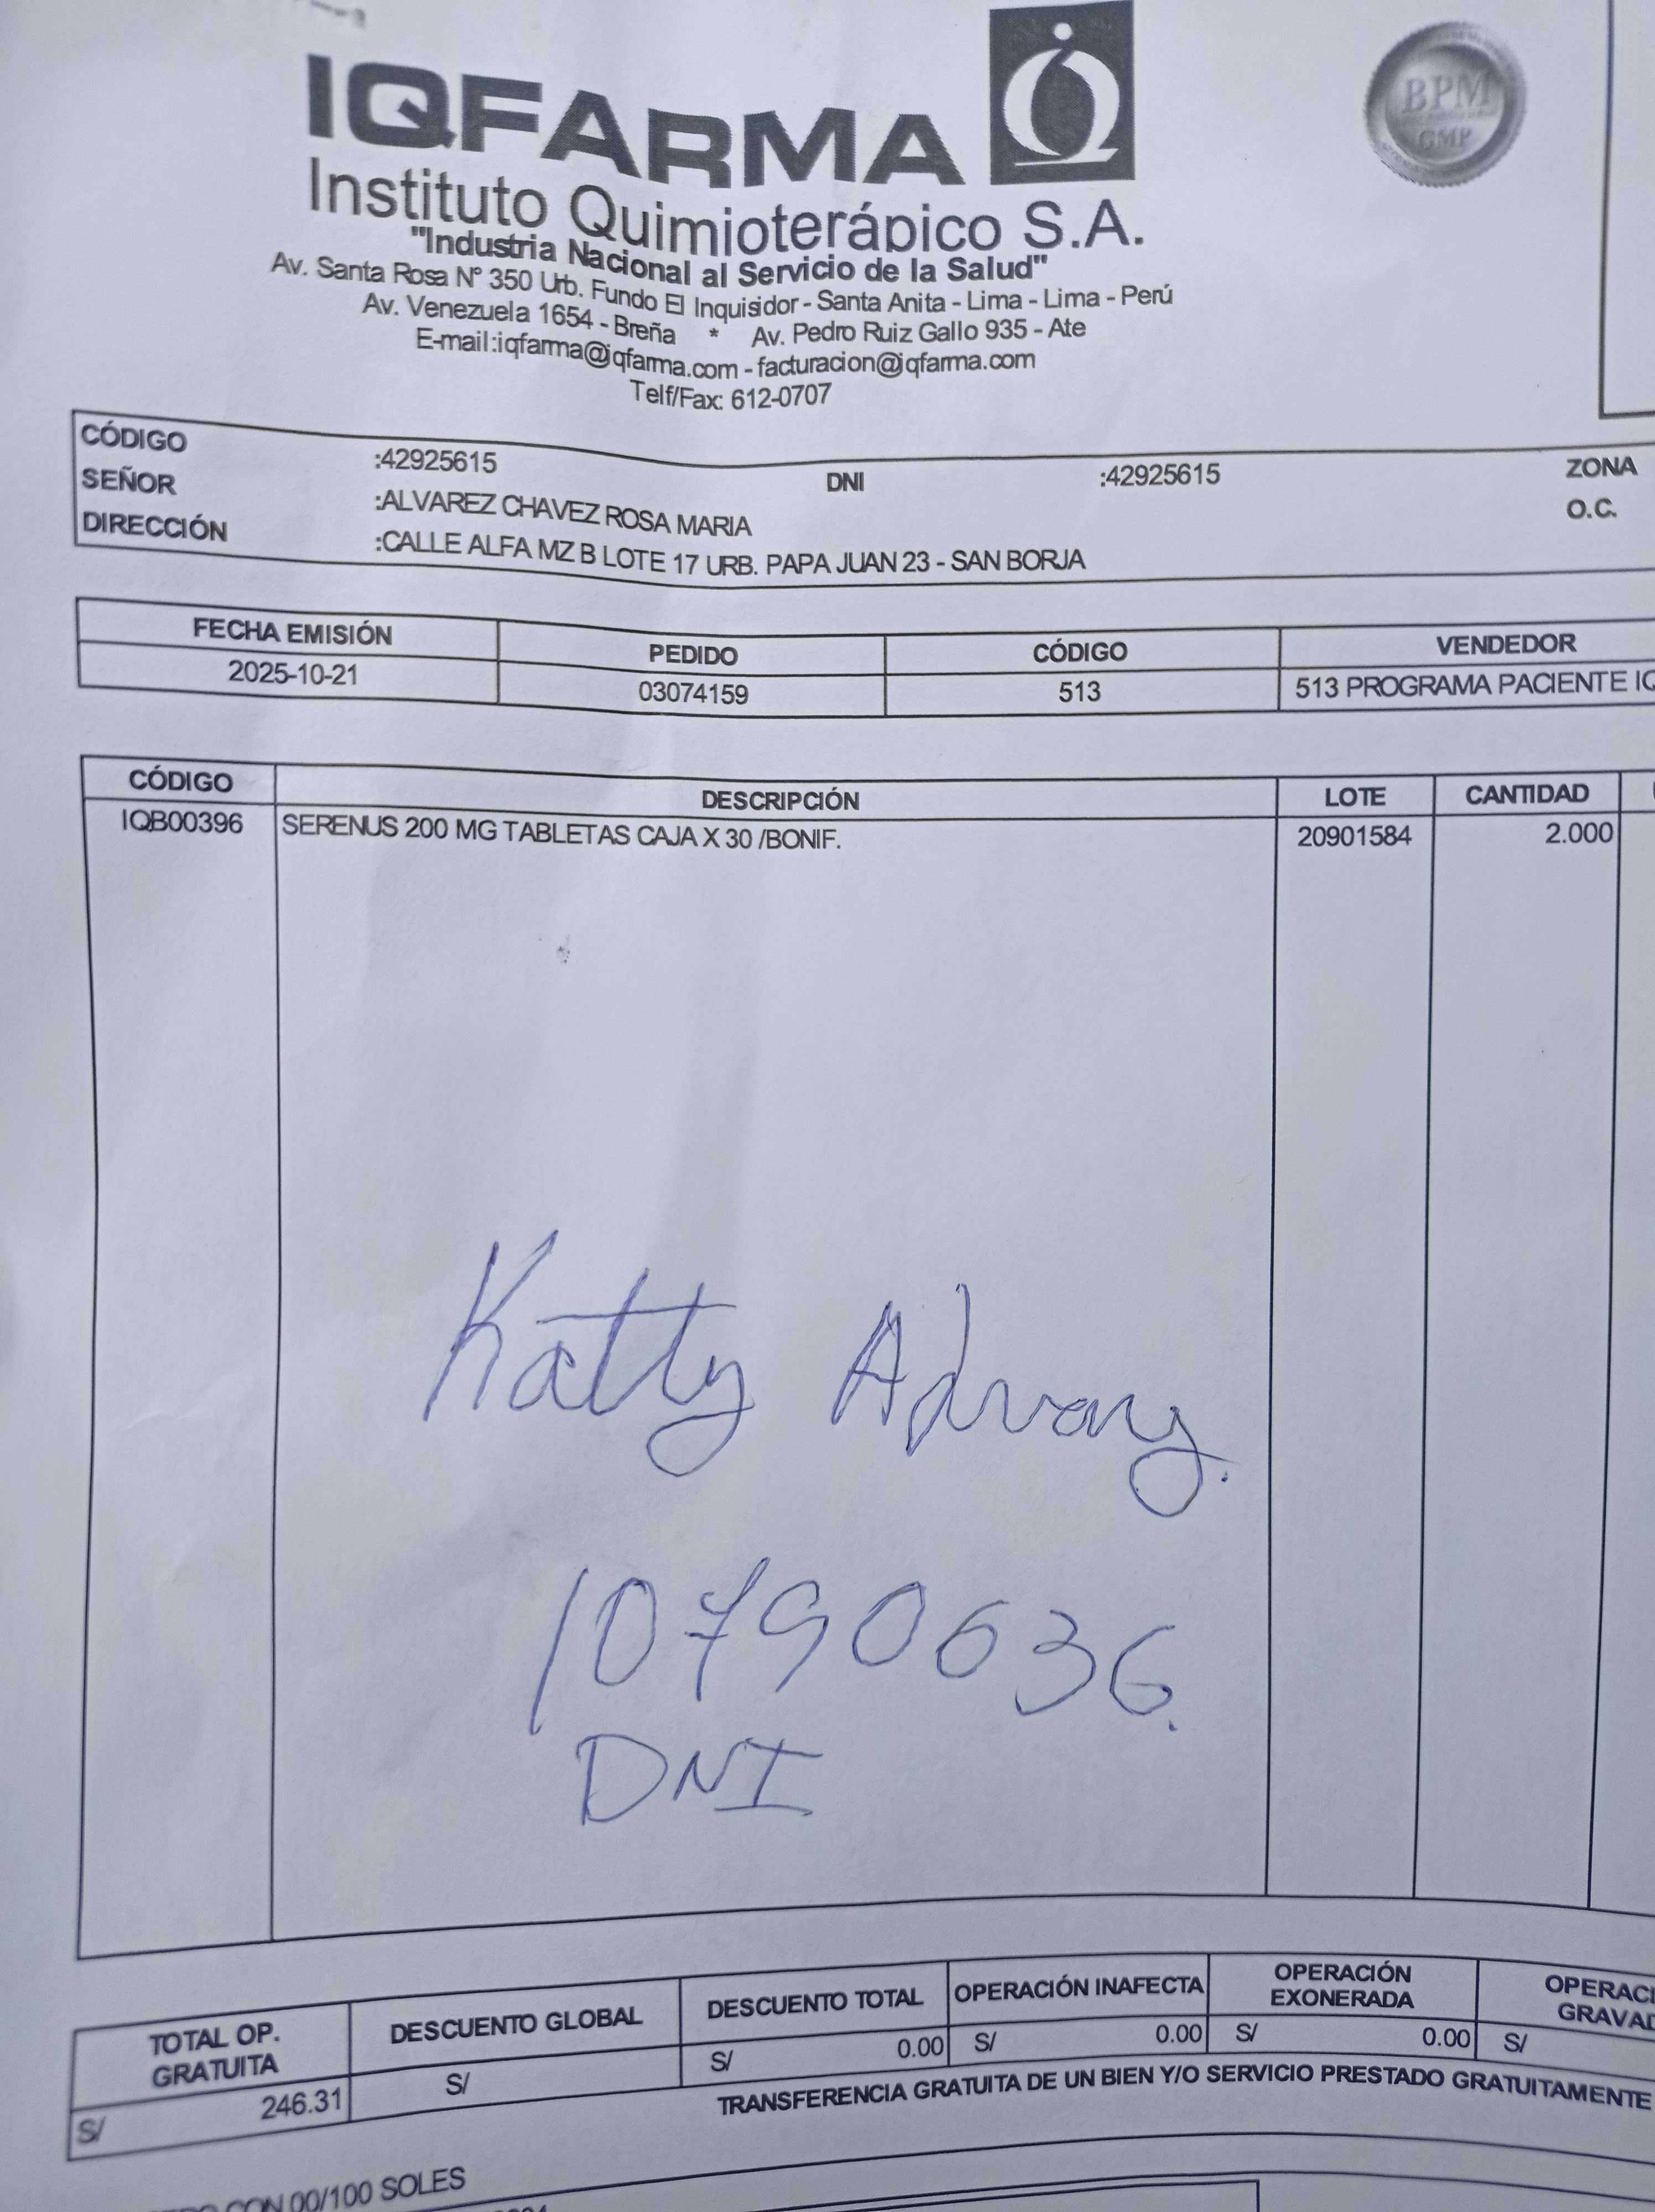 IQFARMA
Instituto Quimioterápico S.A.
"Industria Nacional al Servicio de la Salud"
Av. Santa Rosa N° 350 Urb. Fundo El Inquisidor - Santa Anita - Lima - Lima - Perú
Av. Venezuela 1654 - Breña * Av. Pedro Ruiz Gallo 935 - Ate
E-mail:iqfarma@iqfarma.com - facturacion@iqfarma.com
Telf/Fax: 612-0707
BPM
GMP
CÓDIGO :42925615 DNI :42925615 ZONA
SEÑOR :ALVAREZ CHAVEZ ROSA MARIA O.C.
DIRECCIÓN :CALLE ALFA MZ B LOTE 17 URB. PAPA JUAN 23 - SAN BORJA
FECHA EMISIÓN PEDIDO CÓDIGO VENDEDOR
2025-10-21 03074159 513 513 PROGRAMA PACIENTE
CÓDIGO DESCRIPCIÓN LOTE CANTIDAD
IQB00396 SERENUS 200 MG TABLETAS CAJA X 30 /BONIF. 20901584 2.000
Katty
10790636.
DNI
TOTAL OP. GRATUITA DESCUENTO GLOBAL DESCUENTO TOTAL OPERACIÓN INAFECTA OPERACIÓN EXONERADA
S/ 246.31 S/ S/ 0.00 S/ 0.00 S/ 0.00 S/
TRANSFERENCIA GRATUITA DE UN BIEN Y/O SERVICIO PRESTADO GRATUITAMENTE
CON 00/100 SOLES